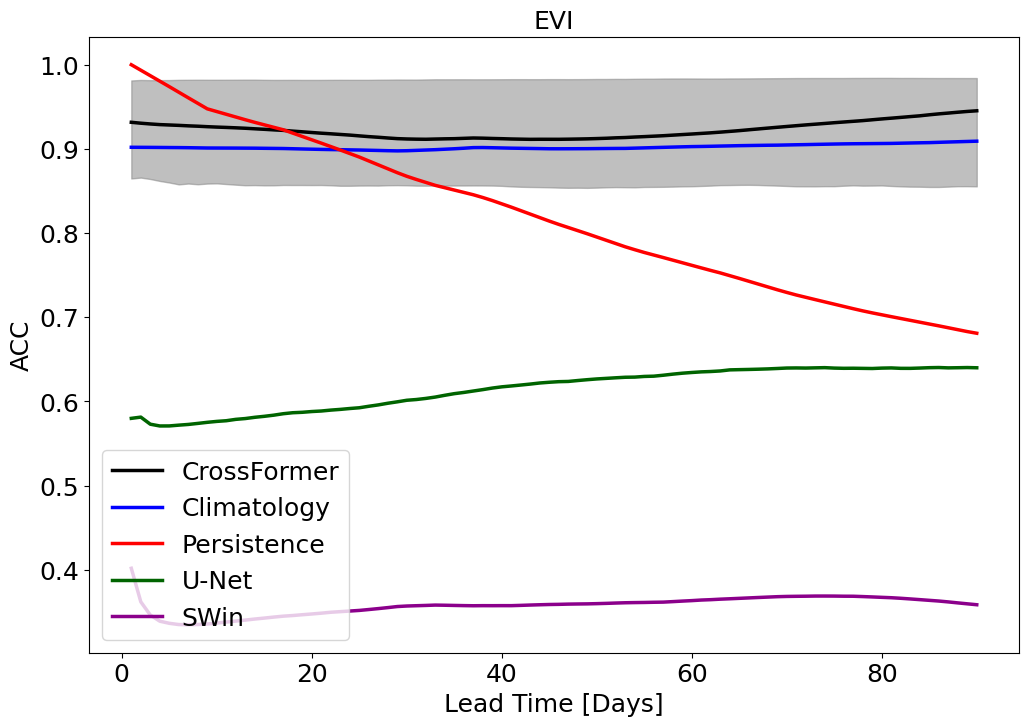 EVI
ACC
1.0
0.9
0.8
0.7
0.6
0.5
0.4
CrossFormer
Climatology
Persistence
U-Net
SWin
0 20 40 60 80
Lead Time [Days]